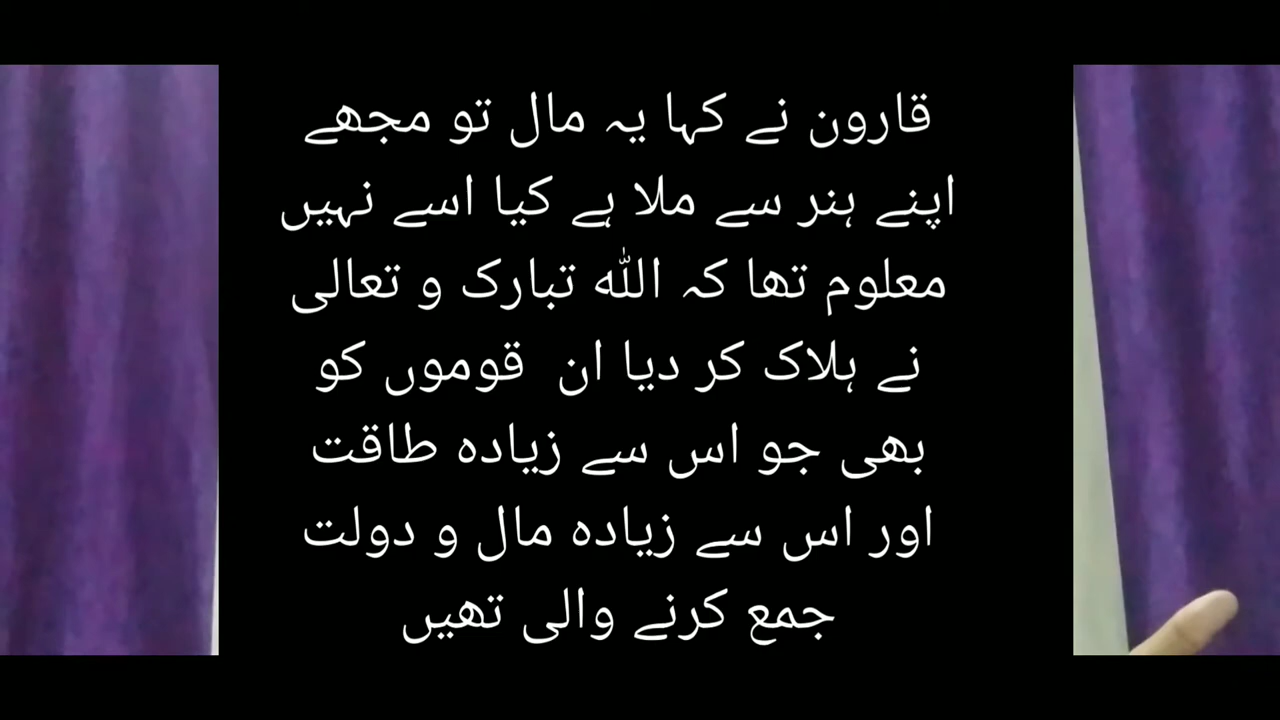 قارون نے کہا یہ مال تو مجھے
اپنے ہنر سے ملا ہے کیا اسے نہیں
معلوم تھا کہ اللہ تبارک و تعالی
نے ہلاک کر دیا ان قوموں کو
بھی جو اس سے زیادہ طاقت
اور اس سے زیادہ مال و دولت
جمع کرنے والی تھیں